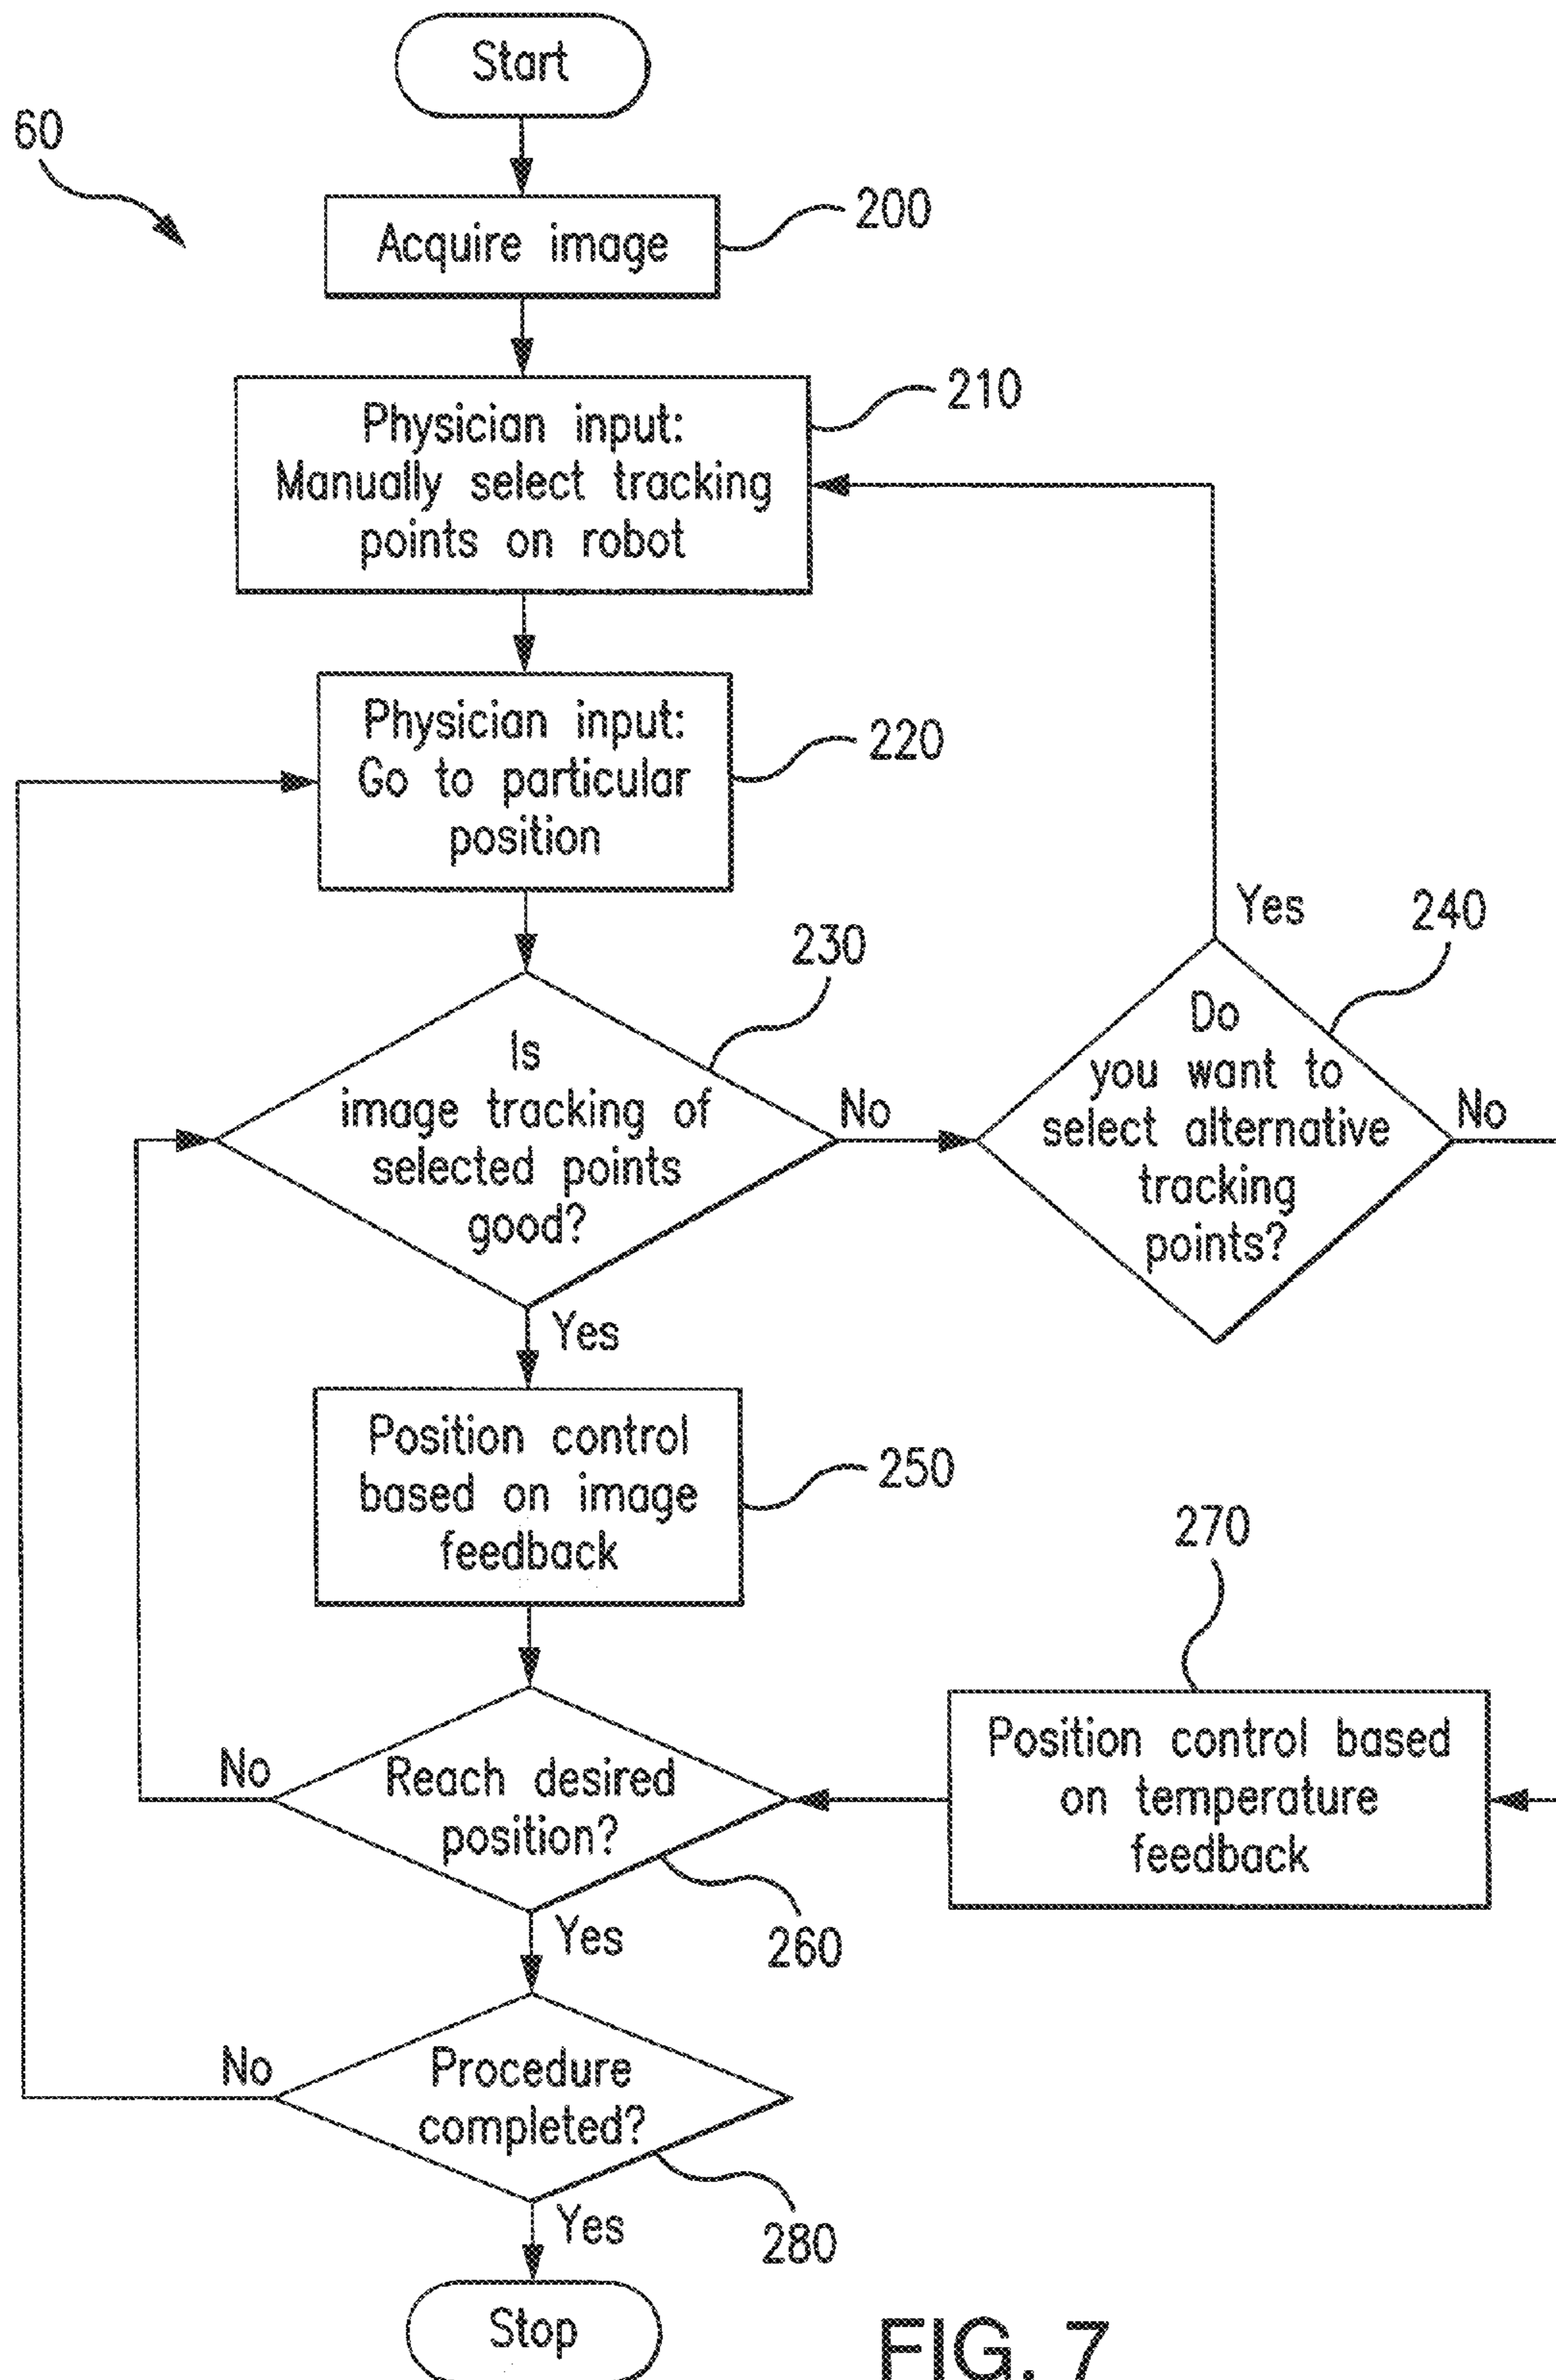 Start
60
Acquire image
200
Physician input:
Manually select tracking
points on robot
210
Physician input:
Go to particular
position
220
Is
image tracking of
selected points
good?
230
No
Yes
Do
you want to
select alternative
tracking
points?
240
Yes
No
Position control
based on image
feedback
250
Reach desired
position?
260
No
Yes
Position control based
on temperature
feedback
270
Procedure
completed?
280
No
Yes
Stop
FIG. 7